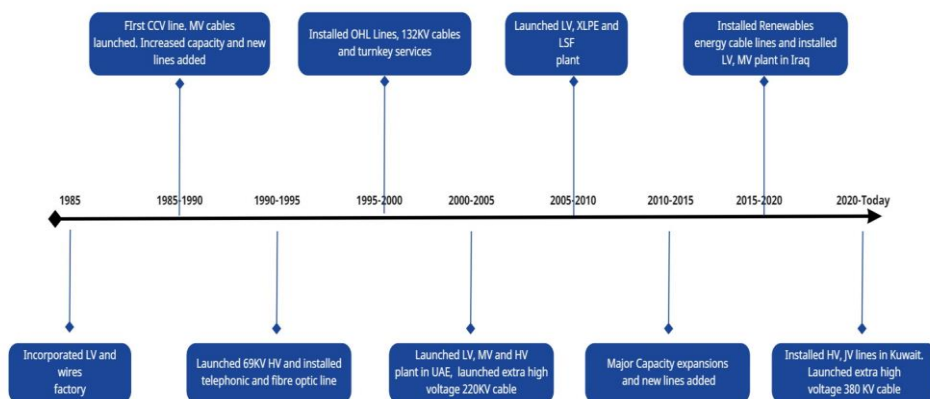 FIrst CCV line. MV cables
launched. Increased capacity and new
lines added
Installed OHL Lines, 132KV cables
and turnkey services
Launched LV, XLPE and
LSF
plant
Installed Renewables
energy cable lines and installed
LV, MV plant in Iraq
1985
1985-1990
1990-1995
1995-2000
2000-2005
2005-2010
2010-2015
2015-2020
2020-Today
Incorporated LV and
wires
factory
Launched 69KV HV and installed
telephonic and fibre optic line
Launched LV, MV and HV
plant in UAE, launched extra high
voltage 220KV cable
Major Capacity expansions
and new lines added
Installed HV, JV lines in Kuwait.
Launched extra high
voltage 380 KV cable